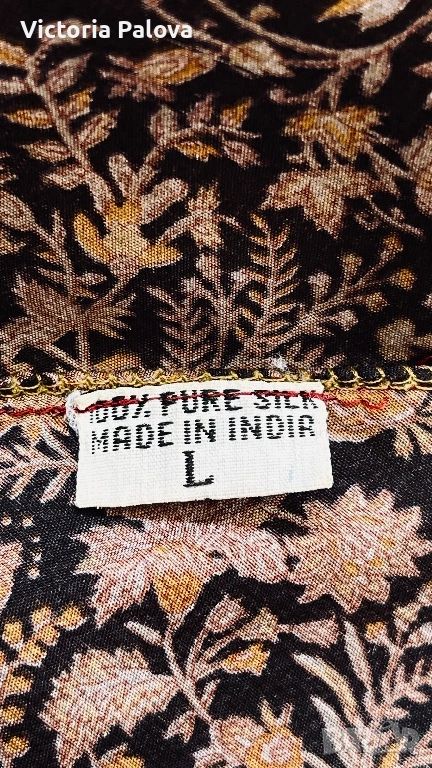 Victoria Palova
100% PURE SILK
MADE IN INDIA
L